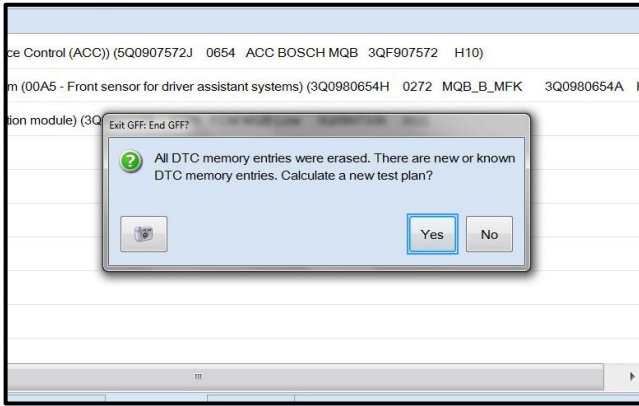 ce Control (ACC)) (5Q0907572J 0654 ACC BOSCH MQB 3QF907572 H10)
m (00A5 - Front sensor for driver assistant systems) (3Q0980654H 0272 MQB_B_MFK 3Q0980654A
tion module) (3Q
Exit GFF: End GFF?
All DTC memory entries were erased. There are new or known
DTC memory entries. Calculate a new test plan?
Yes No